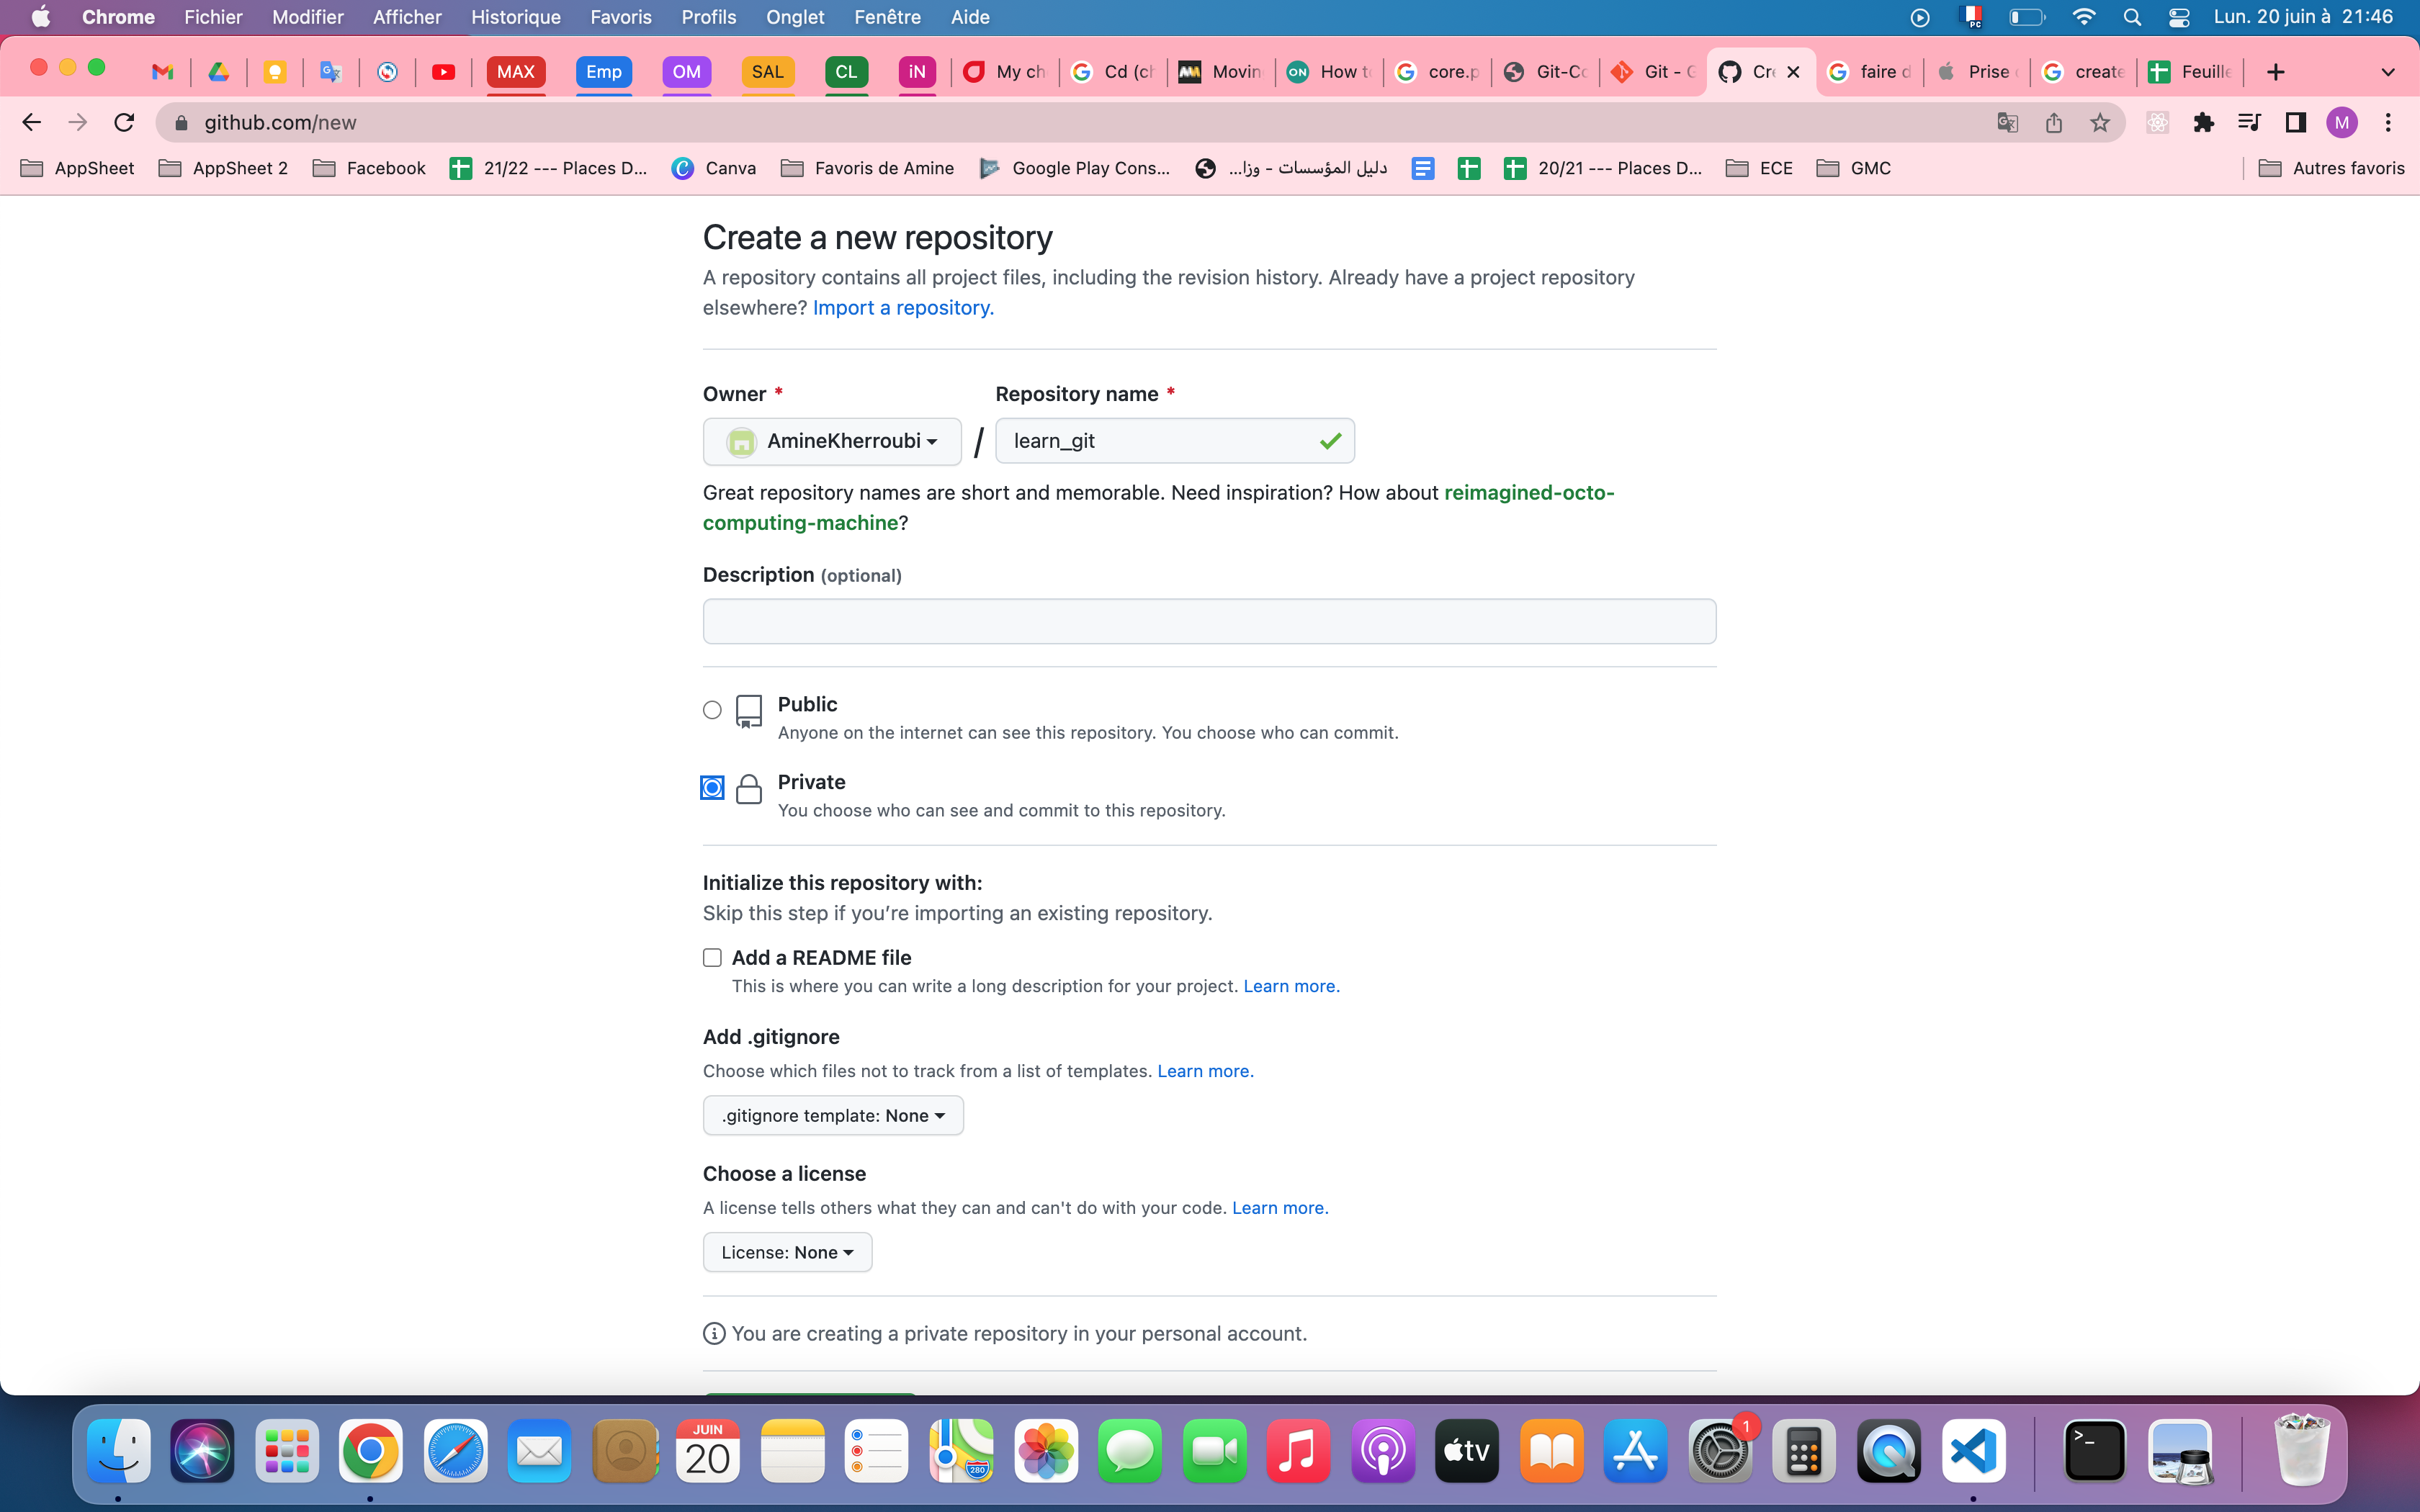 Chrome Fichier Modifier Afficher Historique Favoris Profils Onglet Fenêtre Aide Lun. 20 juin à 21:46
MAX Emp OM SAL CL iN My ch Cd (ch Movin How t core.p Git-Co Git - Cre faire d Prise create Feuille
github.com/new M
AppSheet AppSheet 2 Facebook 21/22 --- Places D... Canva Favoris de Amine Google Play Cons... دليل المؤسسات - وزا... 20/21 --- Places D... ECE GMC Autres favoris
Create a new repository
A repository contains all project files, including the revision history. Already have a project repository
elsewhere? Import a repository.
Owner * Repository name *
AmineKherroubi / learn_git
Great repository names are short and memorable. Need inspiration? How about reimagined-octo-
computing-machine?
Description (optional)
Public
Anyone on the internet can see this repository. You choose who can commit.
Private
You choose who can see and commit to this repository.
Initialize this repository with:
Skip this step if you’re importing an existing repository.
Add a README file
This is where you can write a long description for your project. Learn more.
Add .gitignore
Choose which files not to track from a list of templates. Learn more.
.gitignore template: None
Choose a license
A license tells others what they can and can't do with your code. Learn more.
License: None
You are creating a private repository in your personal account.
JUIN
20
280
tv
1